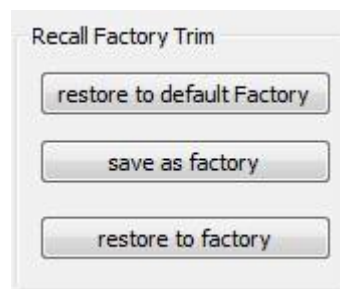 Recall Factory Trim
restore to default Factory
save as factory
restore to factory